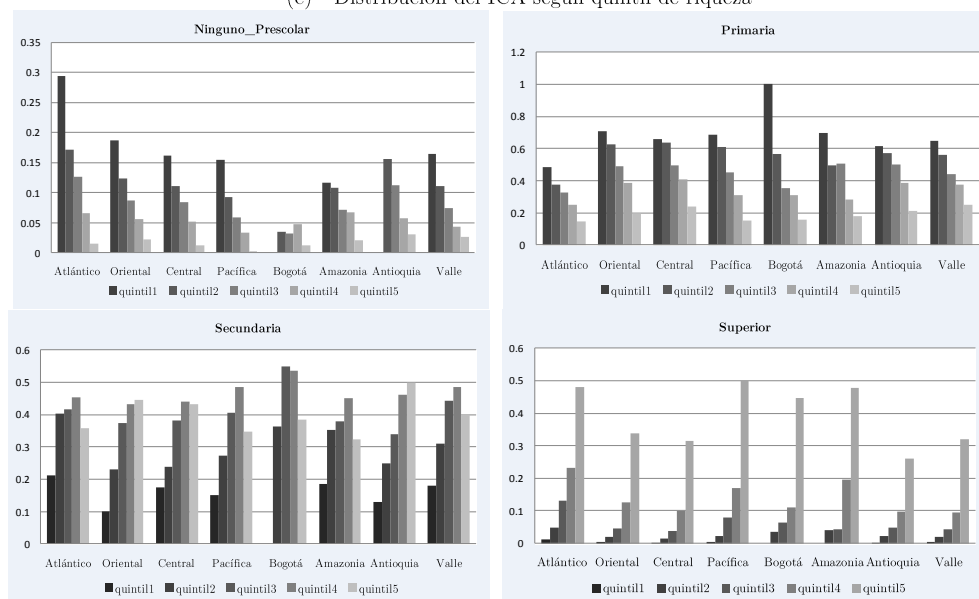 (c) Distribución del ICA según quintil de riqueza
Ninguno_Prescolar
0.35
0.3
0.25
0.2
0.15
0.1
0.05
0
Atlántico Oriental Central Pacífica Bogotá Amazonia Antioquia Valle
quintil1 quintil2 quintil3 quintil4 quintil5
Primaria
1.2
1
0.8
0.6
0.4
0.2
0
Atlántico Oriental Central Pacífica Bogotá Amazonia Antioquia Valle
quintil1 quintil2 quintil3 quintil4 quintil5
Secundaria
0.6
0.5
0.4
0.3
0.2
0.1
0
Atlántico Oriental Central Pacífica Bogotá Amazonia Antioquia Valle
quintil1 quintil2 quintil3 quintil4 quintil5
Superior
0.6
0.5
0.4
0.3
0.2
0.1
0
Atlántico Oriental Central Pacífica Bogotá Amazonia Antioquia Valle
quintil1 quintil2 quintil3 quintil4 quintil5